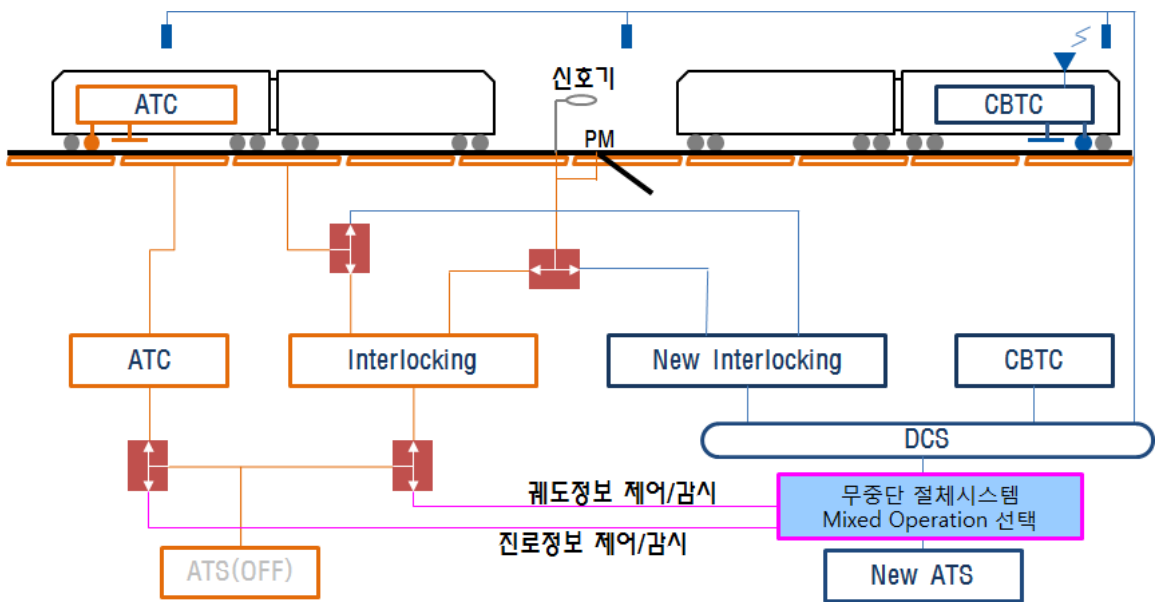 신호기
ATC
CBTC
PM
ATC
Interlocking
New Interlocking
CBTC
DCS
궤도정보 제어/감시
무중단 절체시스템
Mixed Operation 선택
진로정보 제어/감시
ATS(OFF)
New ATS